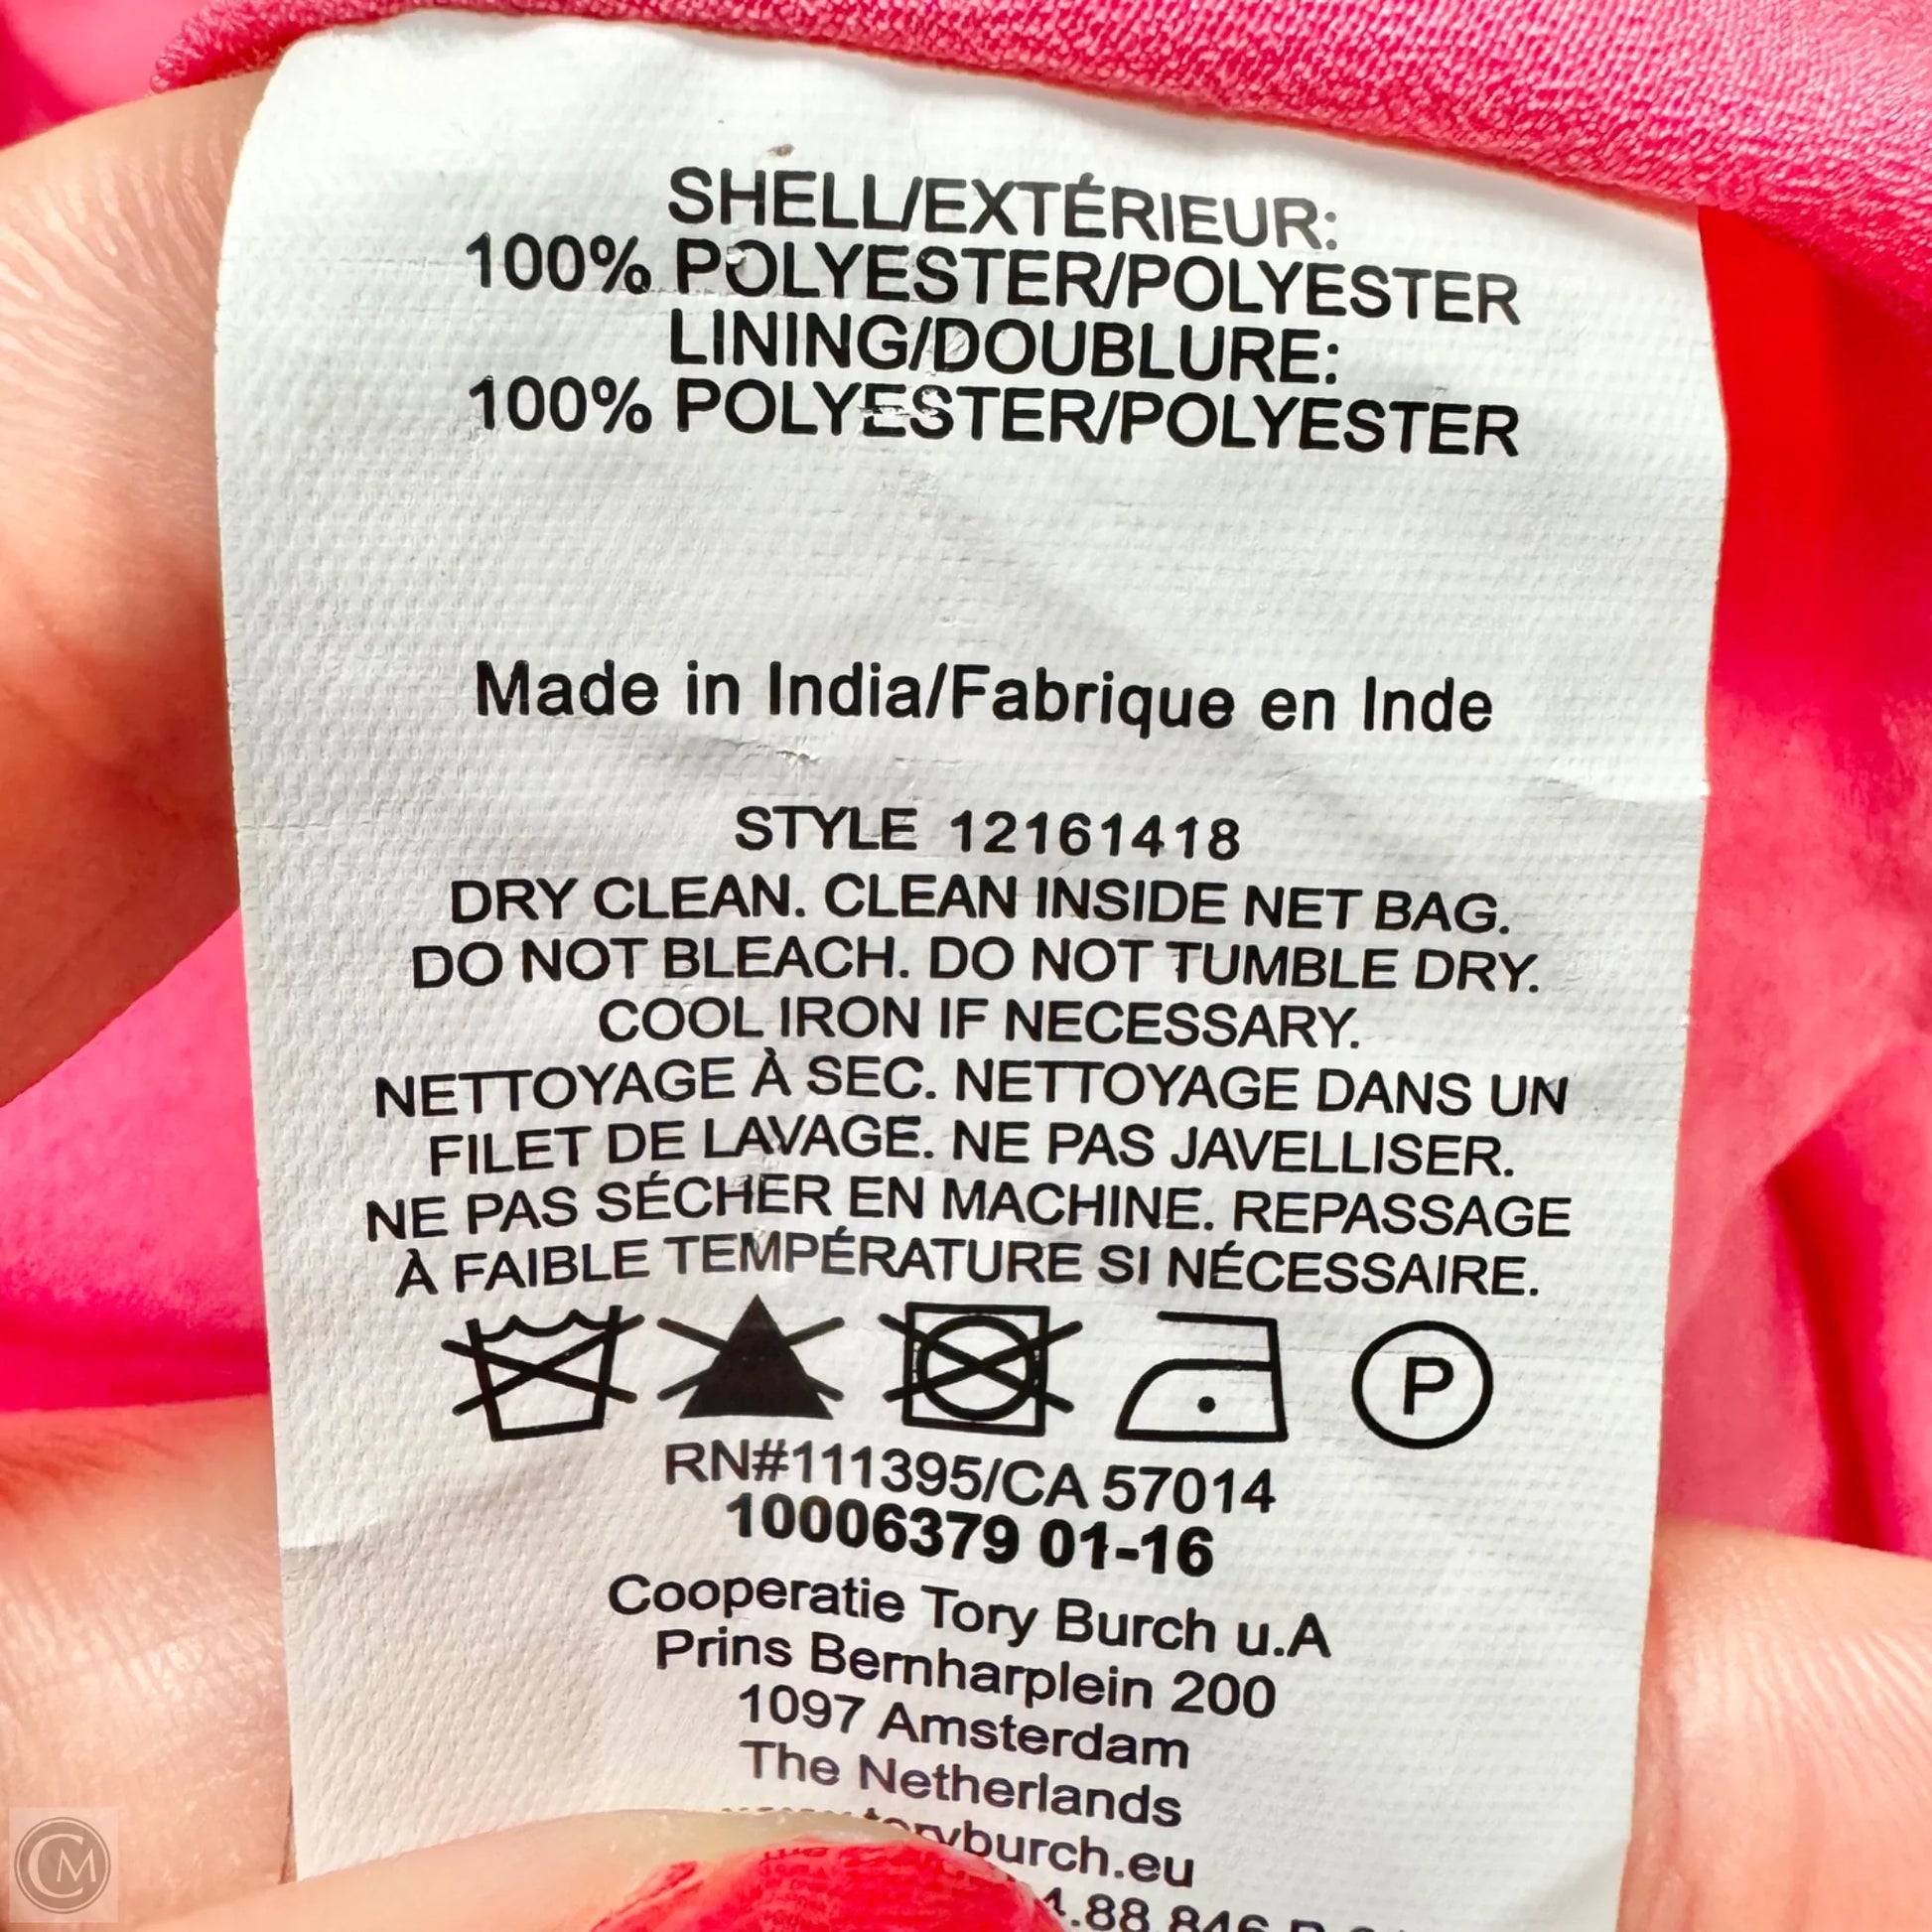 SHELL/EXTÉRIEUR:
100% POLYESTER/POLYESTER
LINING/DOUBLURE:
100% POLYESTER/POLYESTER
Made in India/Fabrique en Inde
STYLE 12161418
DRY CLEAN. CLEAN INSIDE NET BAG.
DO NOT BLEACH. DO NOT TUMBLE DRY.
COOL IRON IF NECESSARY.
NETTOYAGE À SEC. NETTOYAGE DANS UN
FILET DE LAVAGE. NE PAS JAVELLISER.
NE PAS SÉCHER EN MACHINE. REPASSAGE
À FAIBLE TEMPÉRATURE SI NÉCESSAIRE.
P
RN#111395/CA 57014
10006379 01-16
Cooperatie Tory Burch u.A
Prins Bernharplein 200
1097 Amsterdam
The Netherlands
CM